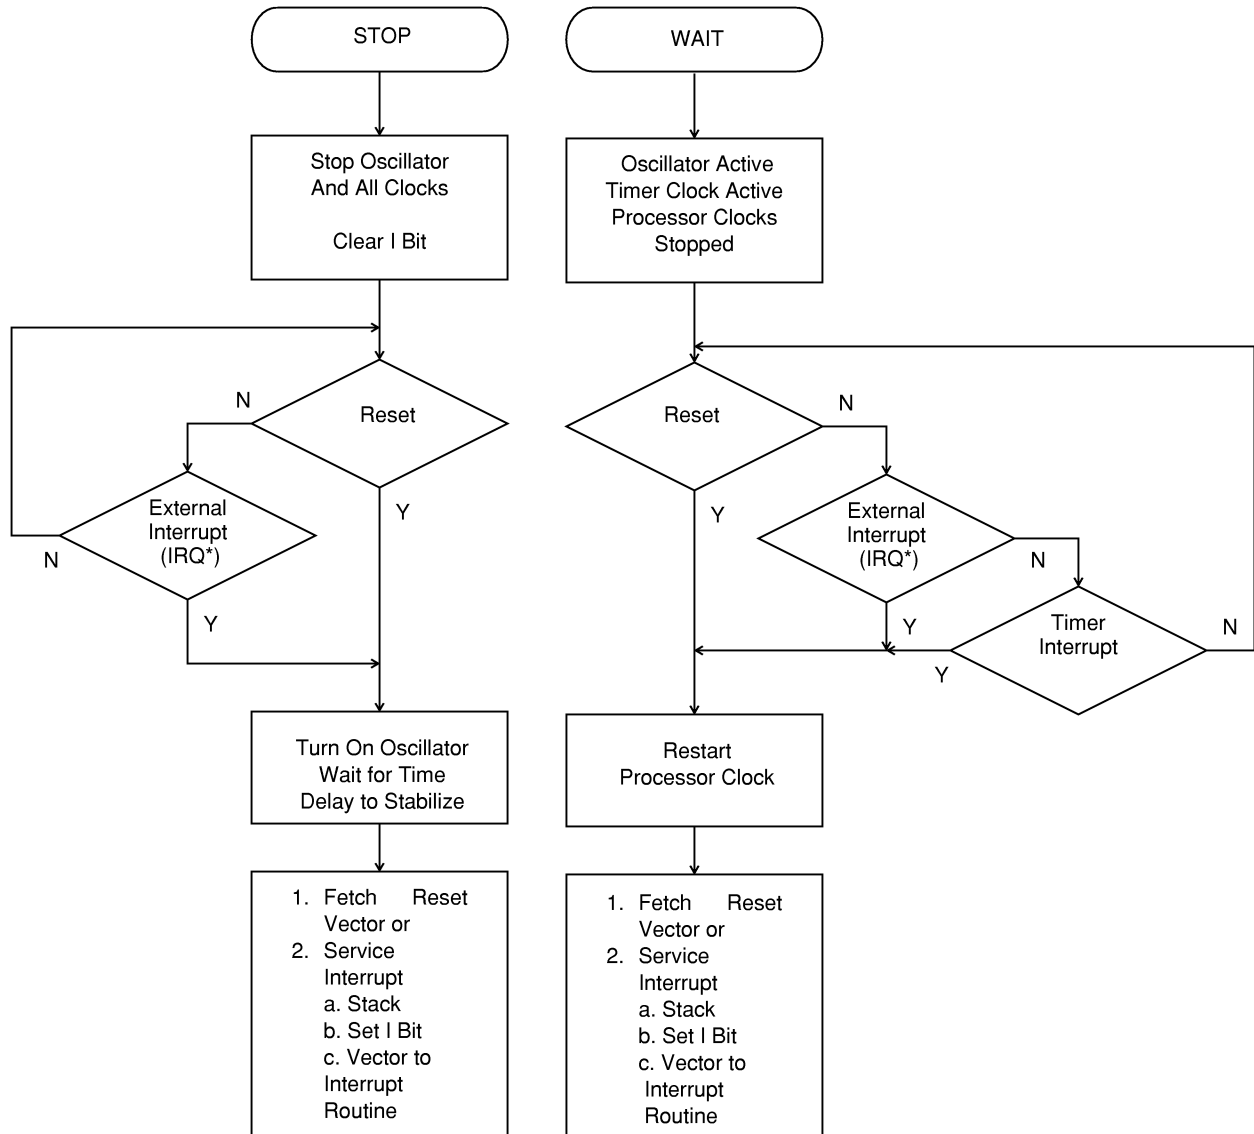 STOP
Stop Oscillator
And All Clocks
Clear I Bit
Reset
N
Y
External
Interrupt
(IRQ*)
N
Y
Turn On Oscillator
Wait for Time
Delay to Stabilize
1. Fetch Reset
Vector or
2. Service
Interrupt
a. Stack
b. Set I Bit
c. Vector to
Interrupt
Routine
WAIT
Oscillator Active
Timer Clock Active
Processor Clocks
Stopped
Reset
N
Y
External
Interrupt
(IRQ*)
N
Y
Timer
Interrupt
N
Y
Restart
Processor Clock
1. Fetch Reset
Vector or
2. Service
Interrupt
a. Stack
b. Set I Bit
c. Vector to
Interrupt
Routine